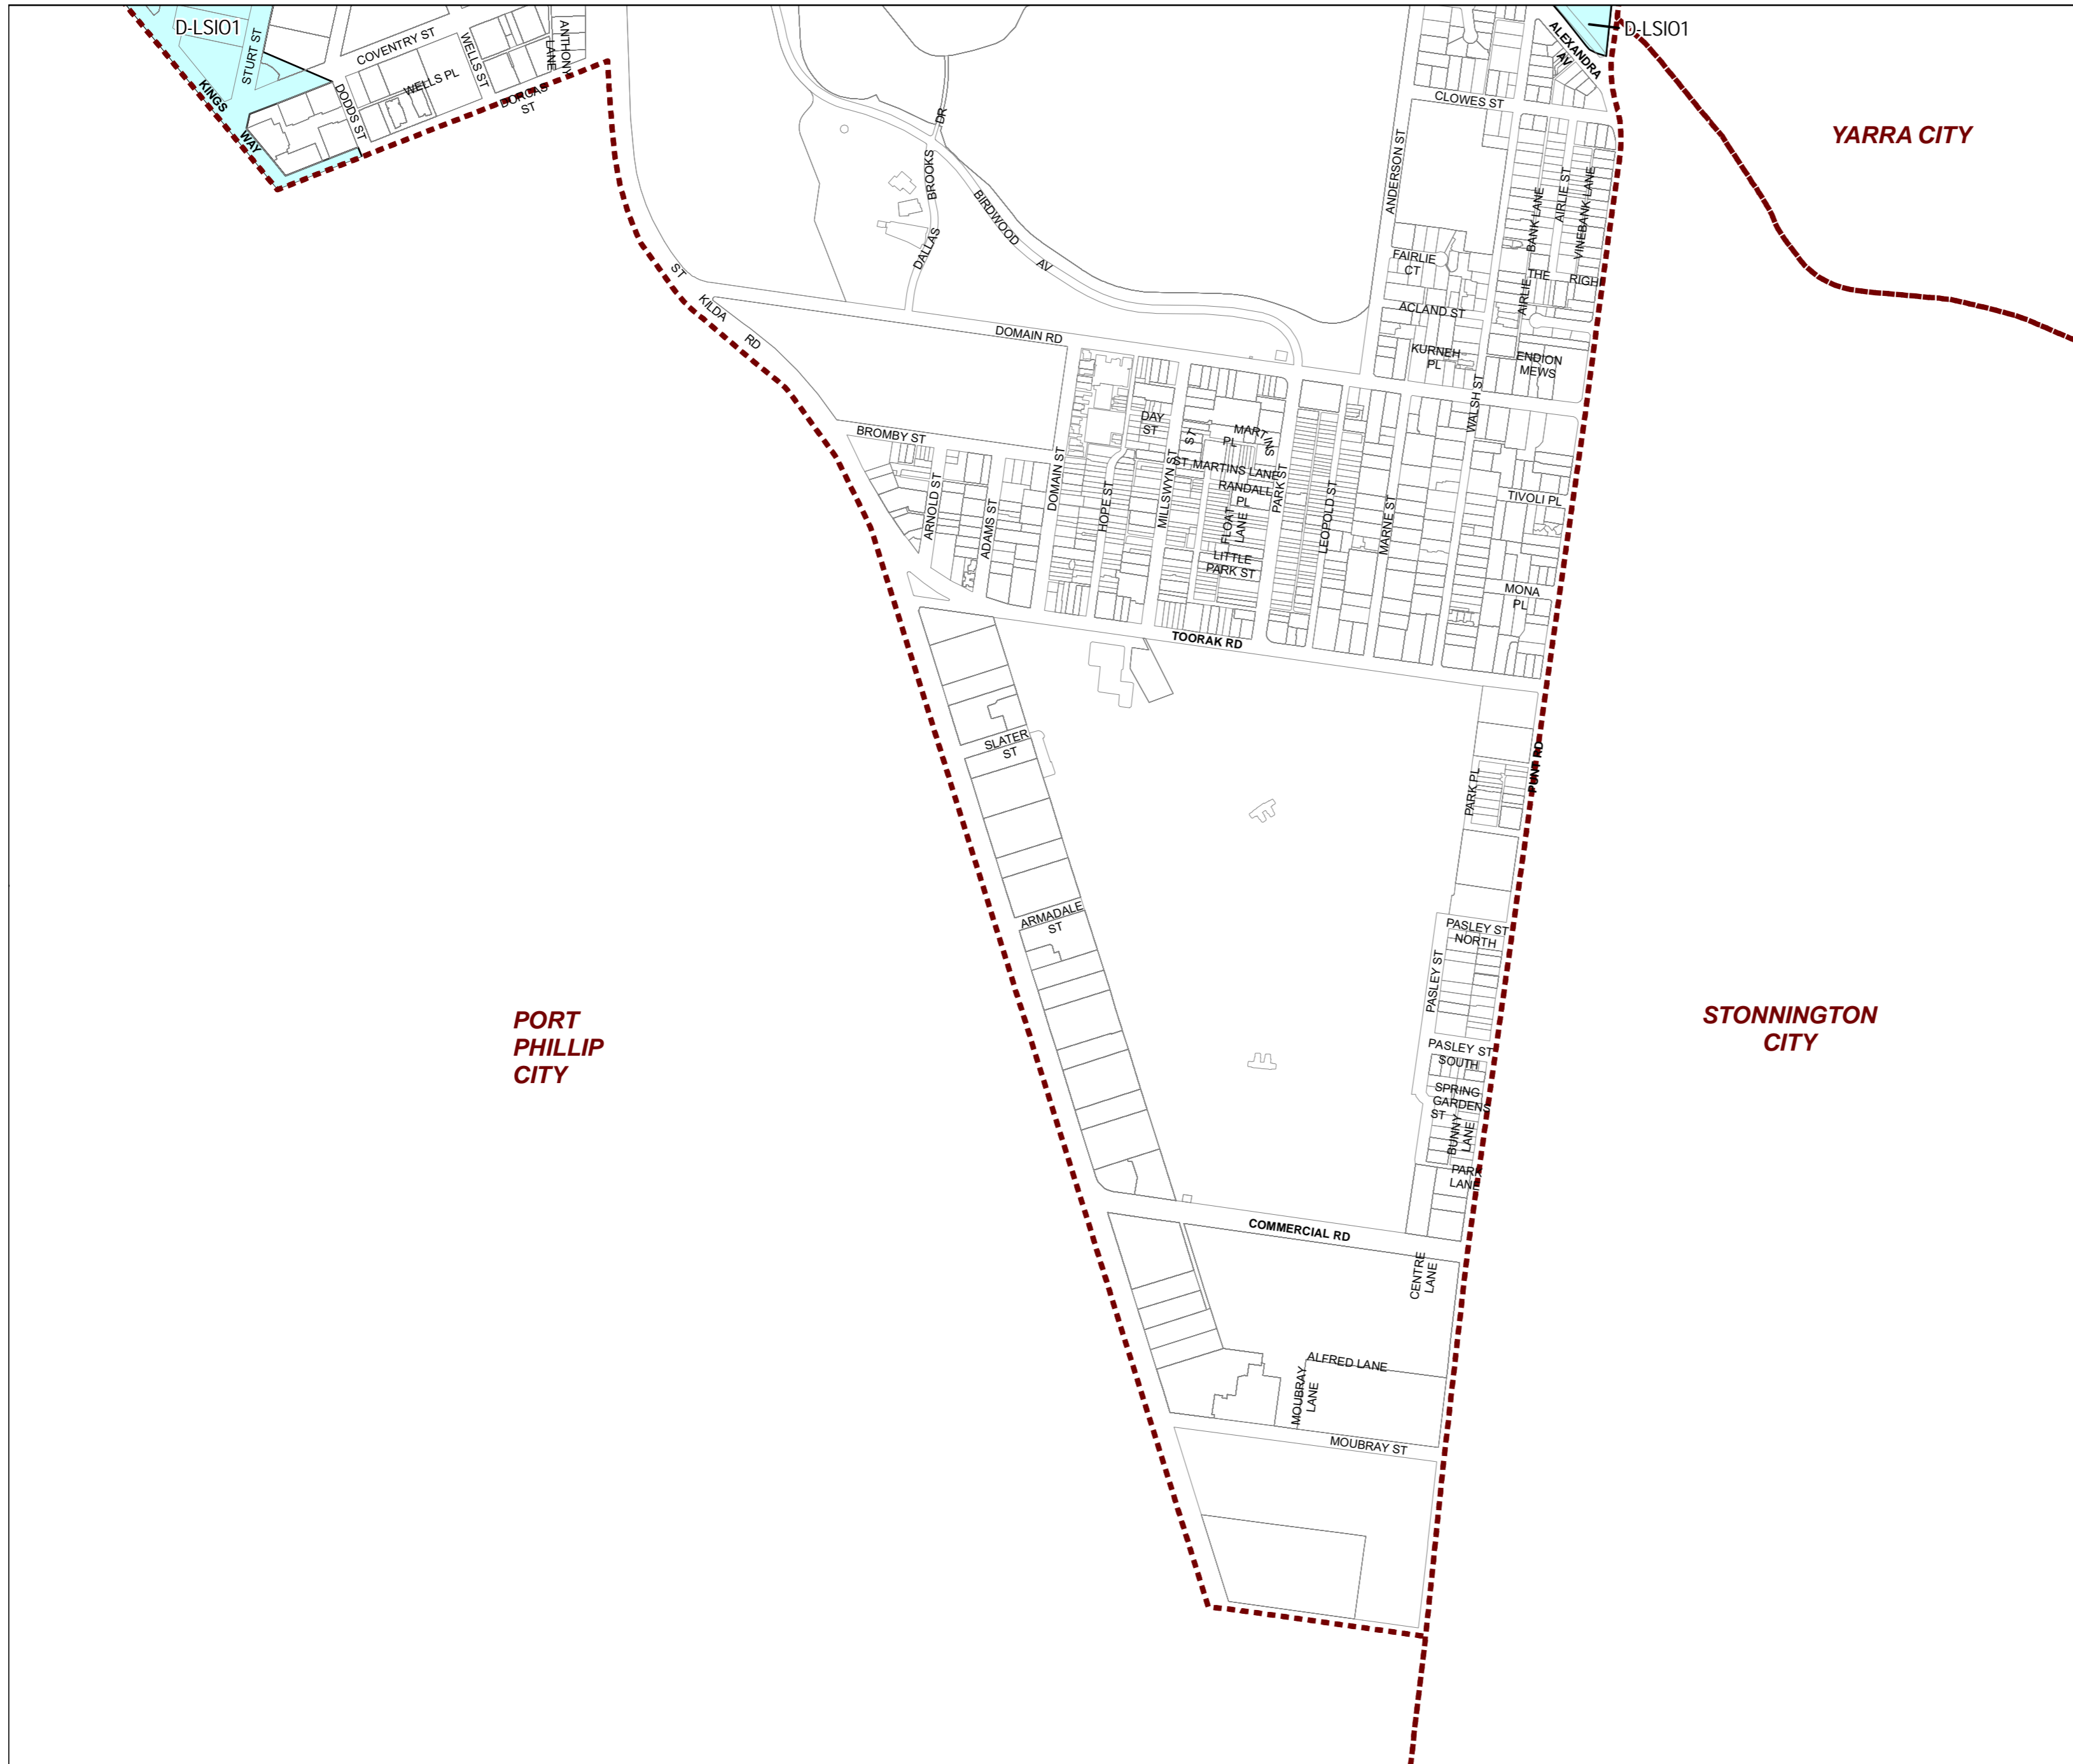 D-LSIO1
STURT ST
COVENTRY ST
WELLS ST
ANTHONY
LANE
WELLS PL
KINGS
WAY
DODDS ST
DORCAS
ST
D-LSIO1
ALEXANDRA
AV
CLOWES ST
YARRA CITY
ANDERSON ST
DR
BROOKS
DALLAS
BIRDWOOD
AV
AIRLIE ST
BANK LANE
AIRLIE
VINEBANK LANE
FAIRLIE
CT
THE
RIGHI
ACLAND ST
KURNEH
PL
ENDION
MEWS
ST
KILDA
RD
DOMAIN RD
WALSH ST
BROMBY ST
DAY
ST
MART
INS
PL
ST
ST MARTINS LANE
RANDALL
PL
DOMAIN ST
HOPE ST
MILLSWYN ST
PARK ST
LEOPOLD ST
MARNE ST
TIVOLI PL
ARNOLD ST
ADAMS ST
FLOAT
LANE
LITTLE
PARK ST
MONA
PL
TOORAK RD
SLATER
ST
PARK PL
PUNT RD
ARMADALE
ST
PASLEY ST
NORTH
PASLEY ST
PORT
PHILLIP
CITY
STONNINGTON
CITY
PASLEY ST
SOUTH
SPRING
GARDENS
ST
BUNNY
LANE
PARK
LANE
COMMERCIAL RD
CENTRE
LANE
ALFRED LANE
MOUBRAY
LANE
MOUBRAY ST